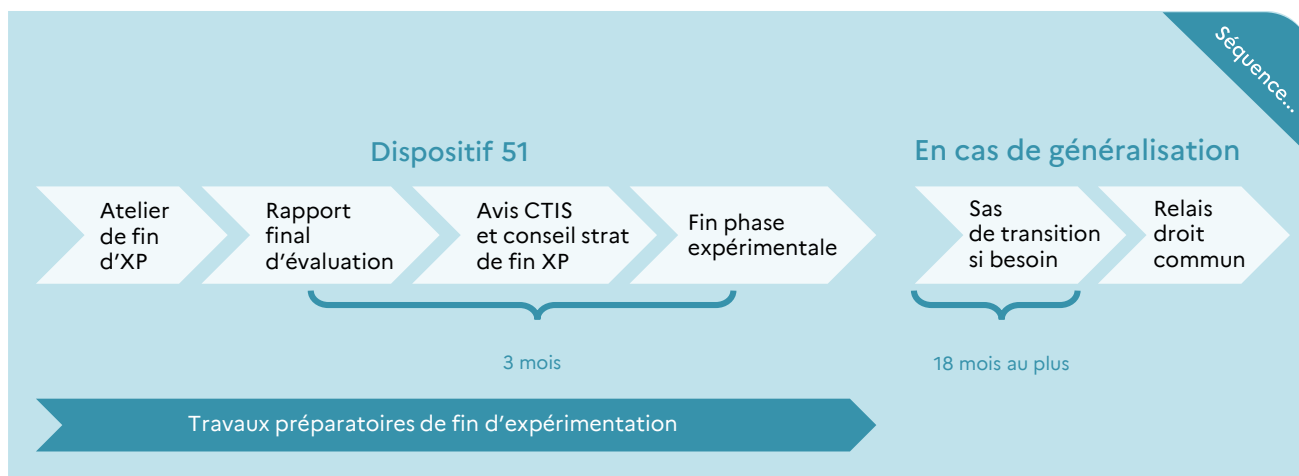 Séquence...
Dispositif 51
En cas de généralisation
Atelier
de fin
d'XP
Rapport
final
d'évaluation
Avis CTIS
et conseil strat
de fin XP
Fin phase
expérimentale
Sas
de transition
si besoin
Relais
droit
commun
3 mois
18 mois au plus
Travaux préparatoires de fin d'expérimentation